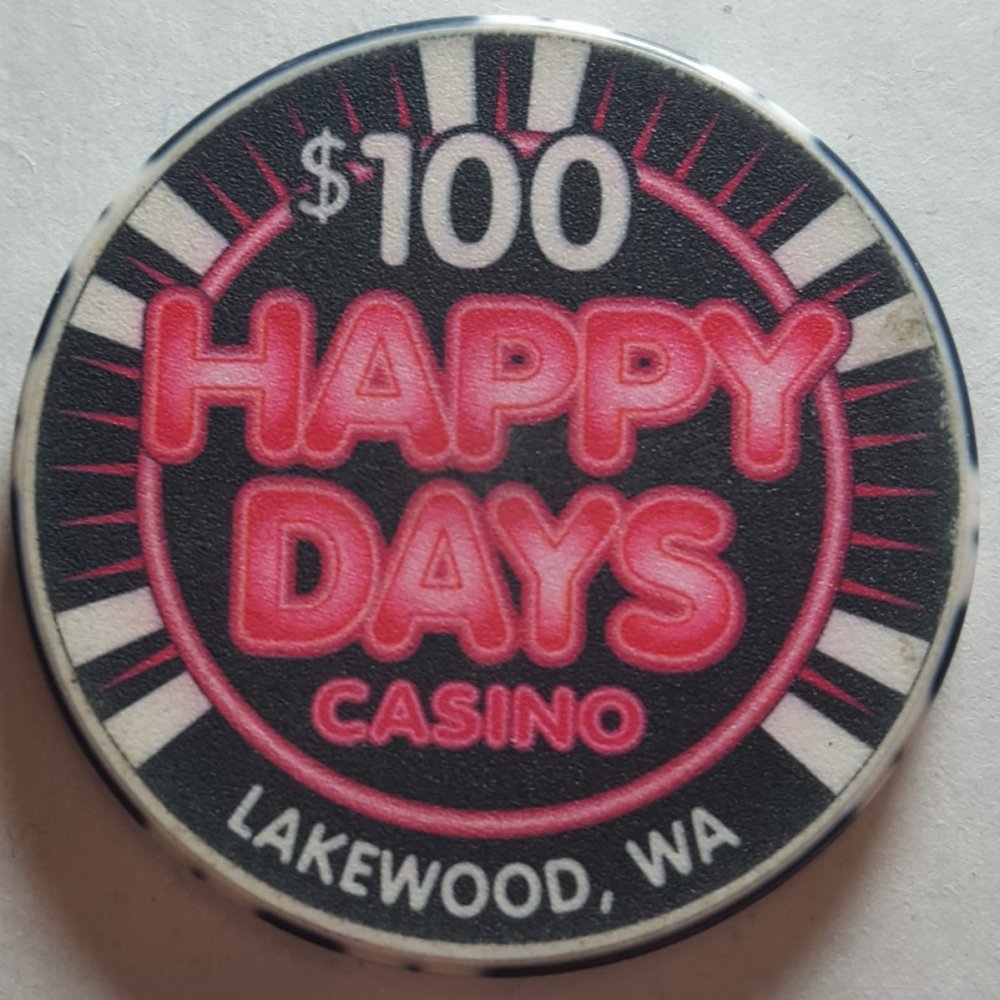 $100
HAPPY
DAYS
CASINO
LAKEWOOD, WA